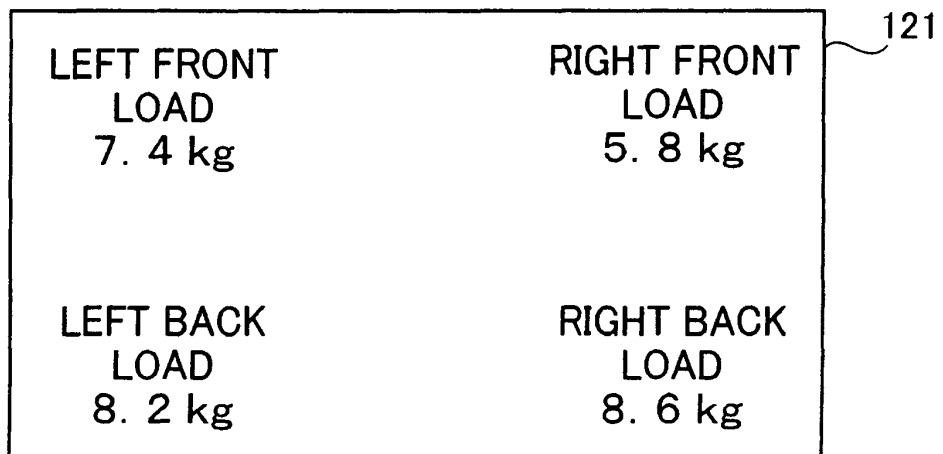 121
LEFT FRONT
LOAD
7. 4 kg
RIGHT FRONT
LOAD
5. 8 kg
LEFT BACK
LOAD
8. 2 kg
RIGHT BACK
LOAD
8. 6 kg